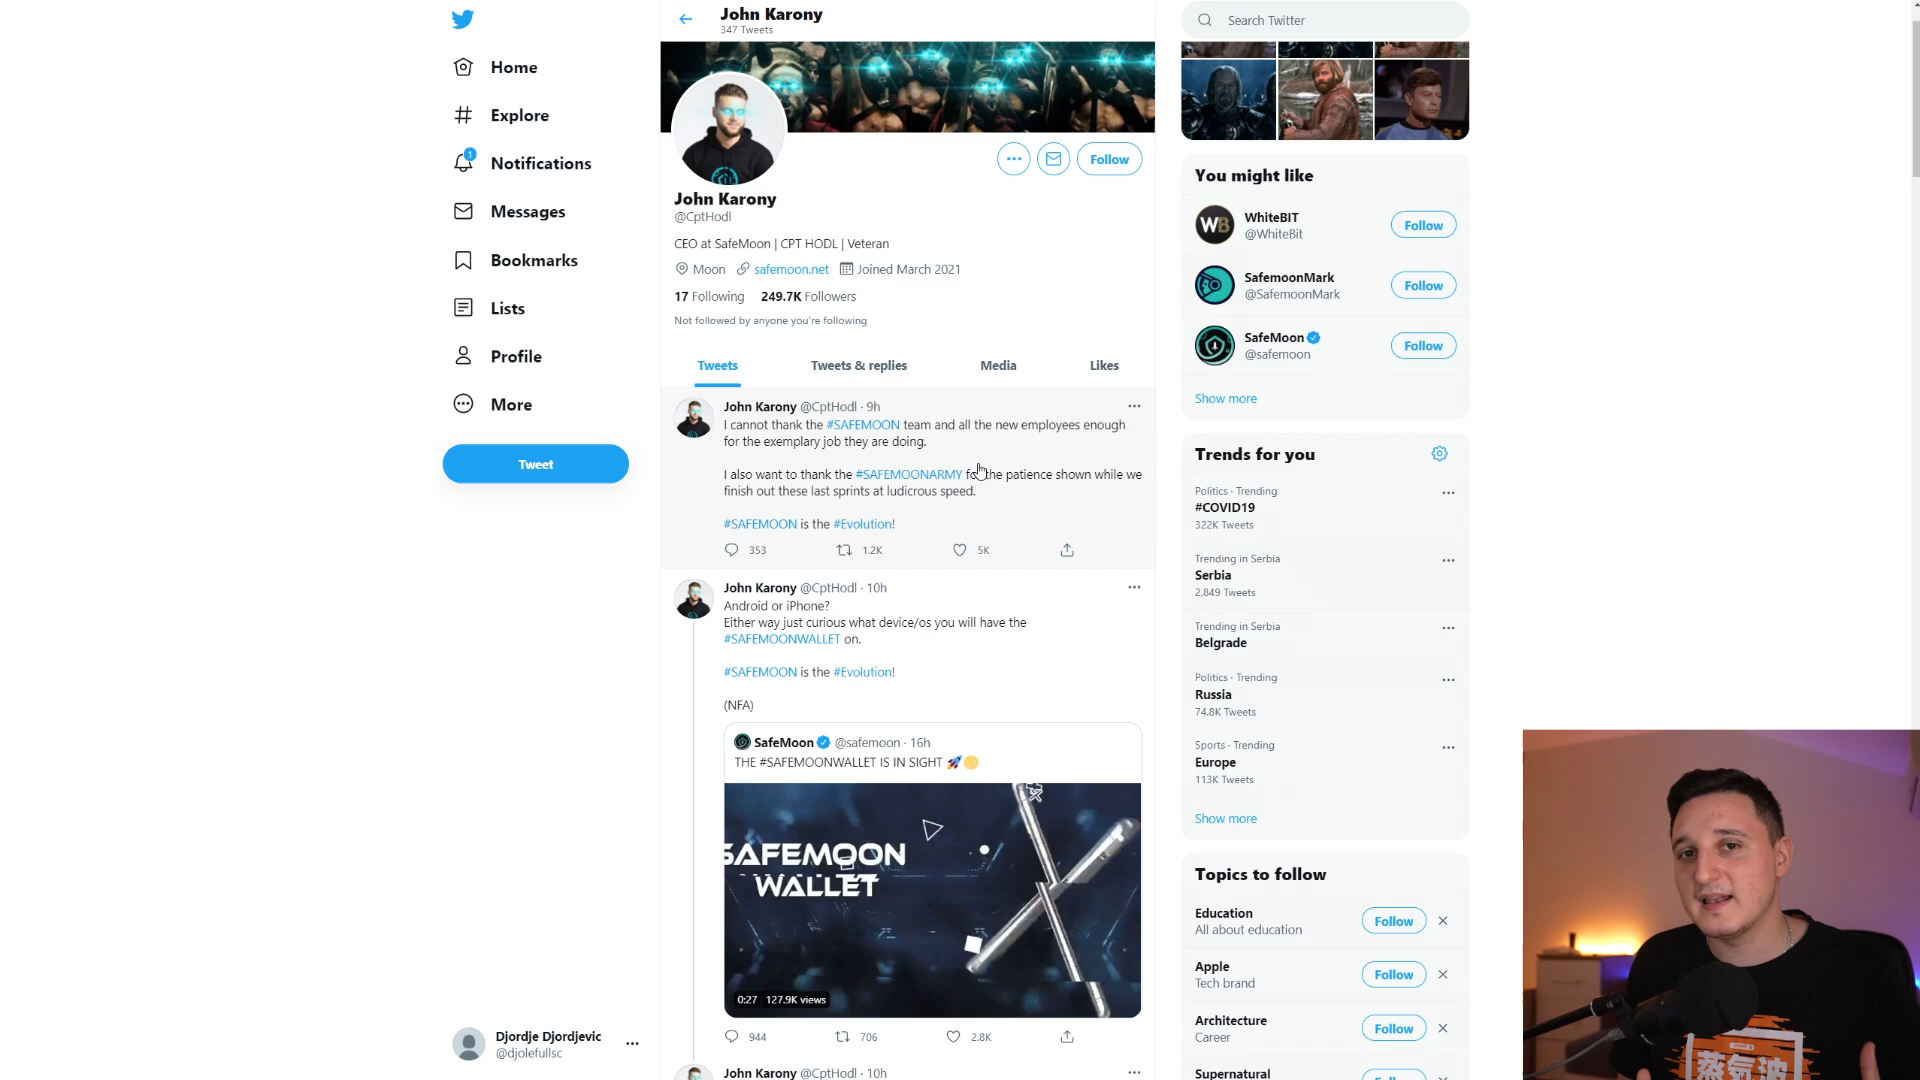 Home
Explore
1
Notifications
Messages
Bookmarks
Lists
Profile
More
Tweet
Djordje Djordjevic
@djolefullsc
John Karony
347 Tweets
Follow
John Karony
@CptHodl
CEO at SafeMoon | CPT HODL | Veteran
Moon safemoon.net Joined March 2021
17 Following 249.7K Followers
Not followed by anyone you're following
Tweets Tweets & replies Media Likes
John Karony @CptHodl · 9h
I cannot thank the #SAFEMOON team and all the new employees enough
for the exemplary job they are doing.
I also want to thank the #SAFEMOONARMY for the patience shown while we
finish out these last sprints at ludicrous speed.
#SAFEMOON is the #Evolution!
353 1.2K 5K
John Karony @CptHodl · 10h
Android or iPhone?
Either way just curious what device/os you will have the
#SAFEMOONWALLET on.
#SAFEMOON is the #Evolution!
(NFA)
SafeMoon @safemoon · 16h
THE #SAFEMOONWALLET IS IN SIGHT 🚀🌕
SAFEMOON
WALLET
0:27 127.9K views
944 706 2.8K
John Karony @CptHodl · 10h
Search Twitter
You might like
WB
WhiteBIT
@WhiteBit
Follow
SafemoonMark
@SafemoonMark
Follow
SafeMoon
@safemoon
Follow
Show more
Trends for you
Politics · Trending
#COVID19
322K Tweets
Trending in Serbia
Serbia
2,849 Tweets
Trending in Serbia
Belgrade
Politics · Trending
Russia
74.8K Tweets
Sports · Trending
Europe
113K Tweets
Show more
Topics to follow
Education
All about education
Follow
Apple
Tech brand
Follow
Architecture
Career
Follow
Supernatural
蒸気波